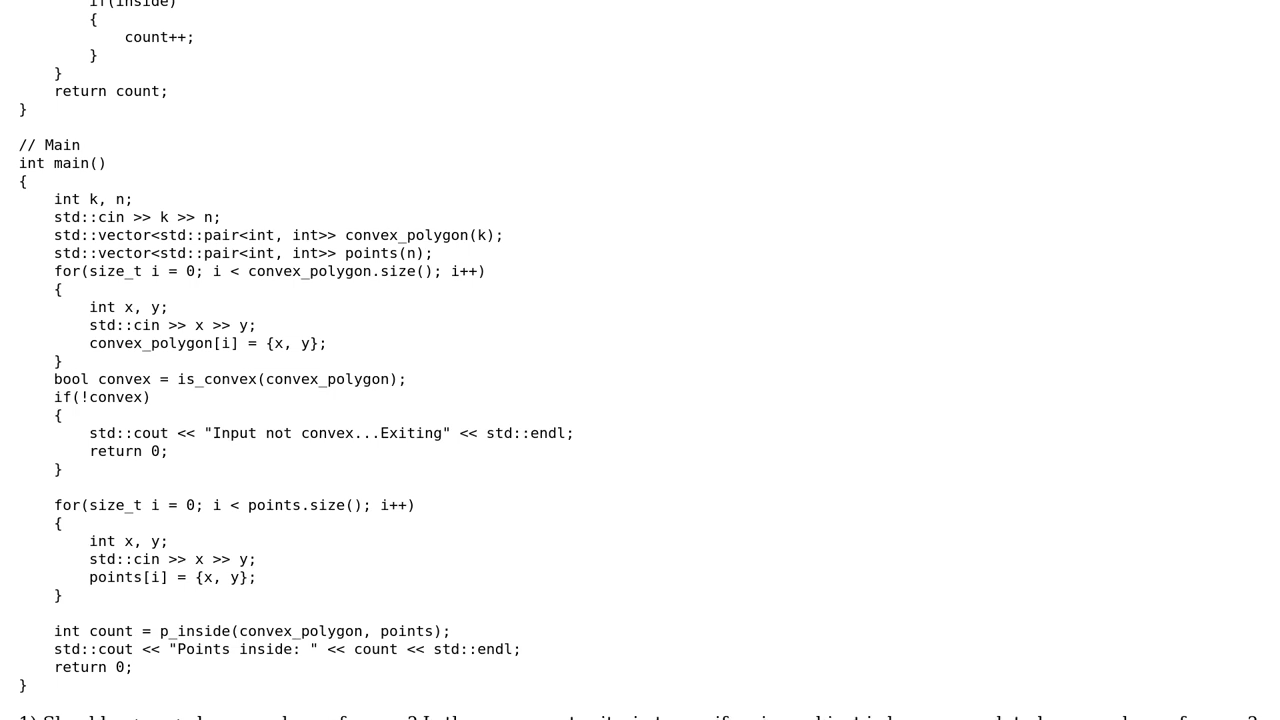 if(inside)
{
count++;
}
}
return count;
}
// Main
int main()
{
int k, n;
std::cin >> k >> n;
std::vector<std::pair<int, int>> convex_polygon(k);
std::vector<std::pair<int, int>> points(n);
for(size_t i = 0; i < convex_polygon.size(); i++)
{
int x, y;
std::cin >> x >> y;
convex_polygon[i] = {x, y};
}
bool convex = is_convex(convex_polygon);
if(!convex)
{
std::cout << "Input not convex...Exiting" << std::endl;
return 0;
}
for(size_t i = 0; i < points.size(); i++)
{
int x, y;
std::cin >> x >> y;
points[i] = {x, y};
}
int count = p_inside(convex_polygon, points);
std::cout << "Points inside: " << count << std::endl;
return 0;
}